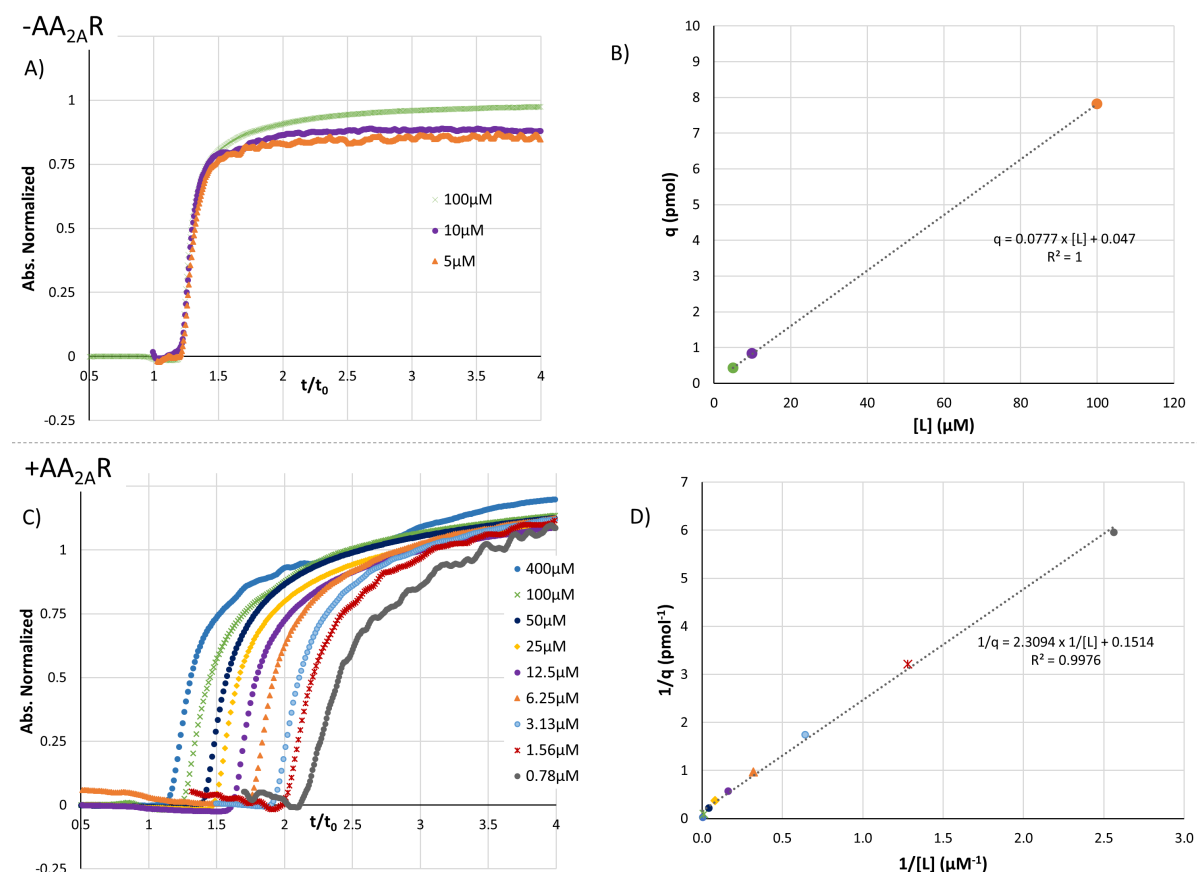 -AA2AR
A)
1
0.75
0.5
0.25
0
-0.25
Abs. Normalized
0.5
1
1.5
2
2.5
3
3.5
4
t/t0
100µM
10µM
5µM
B)
10
9
8
7
6
5
4
3
2
1
0
q (pmol)
q = 0.0777 x [L] + 0.047
R² = 1
0
20
40
60
80
100
120
[L] (µM)
+AA2AR
C)
1
0.75
0.5
0.25
0
-0.25
Abs. Normalized
0.5
1
1.5
2
2.5
3
3.5
4
t/t0
400µM
100µM
50µM
25µM
12.5µM
6.25µM
3.13µM
1.56µM
0.78µM
D)
7
6
5
4
3
2
1
0
1/q (pmol⁻¹)
1/q = 2.3094 x 1/[L] + 0.1514
R² = 0.9976
0.0
0.5
1.0
1.5
2.0
2.5
3.0
1/[L] (µM⁻¹)